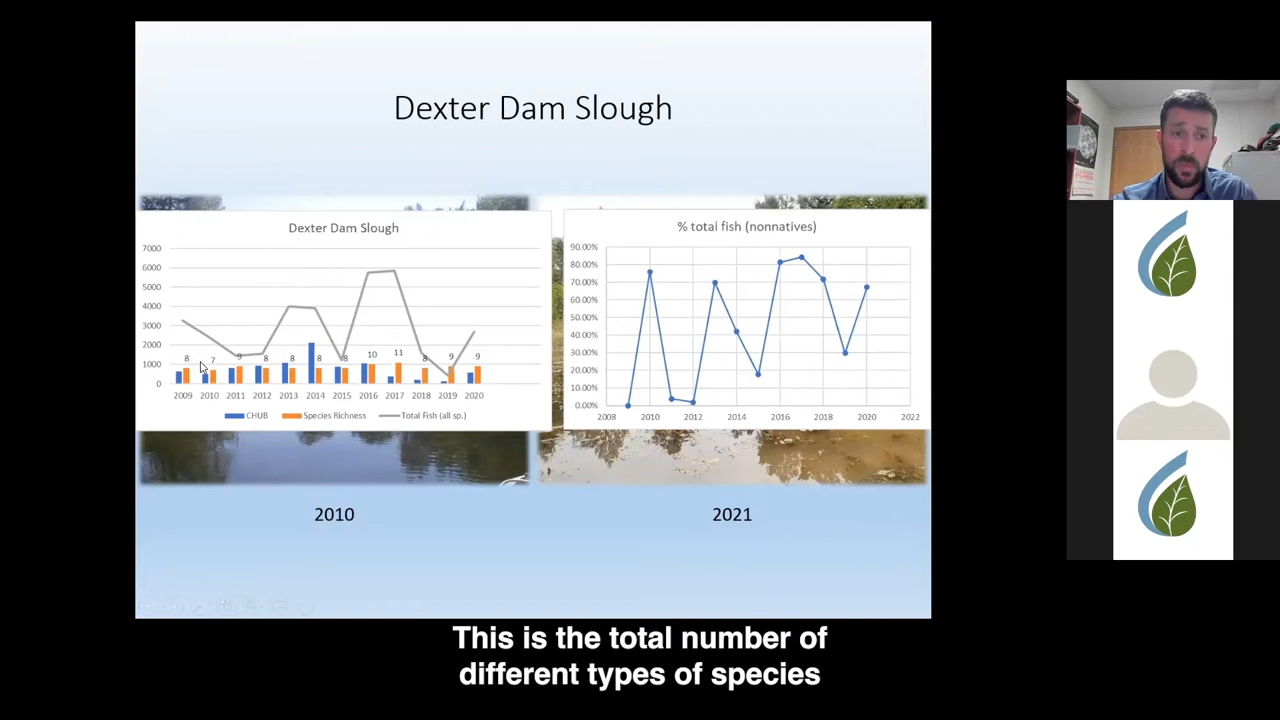 Dexter Dam Slough
Dexter Dam Slough
7000
6000
5000
4000
3000
2000
1000
0
8 7 9 8 8 8 8 10 11 8 9 9
2009 2010 2011 2012 2013 2014 2015 2016 2017 2018 2019 2020
CHUB Species Richness Total Fish (all sp.)
% total fish (nonnatives)
90.00%
80.00%
70.00%
60.00%
50.00%
40.00%
30.00%
20.00%
10.00%
0.00%
2008 2010 2012 2014 2016 2018 2020 2022
2010
2021
This is the total number of
different types of species